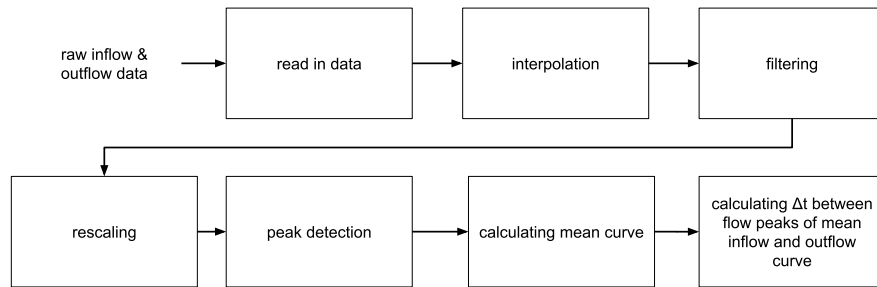 raw inflow &
outflow data
read in data
interpolation
filtering
rescaling
peak detection
calculating mean curve
calculating Δt between
flow peaks of mean
inflow and outflow
curve